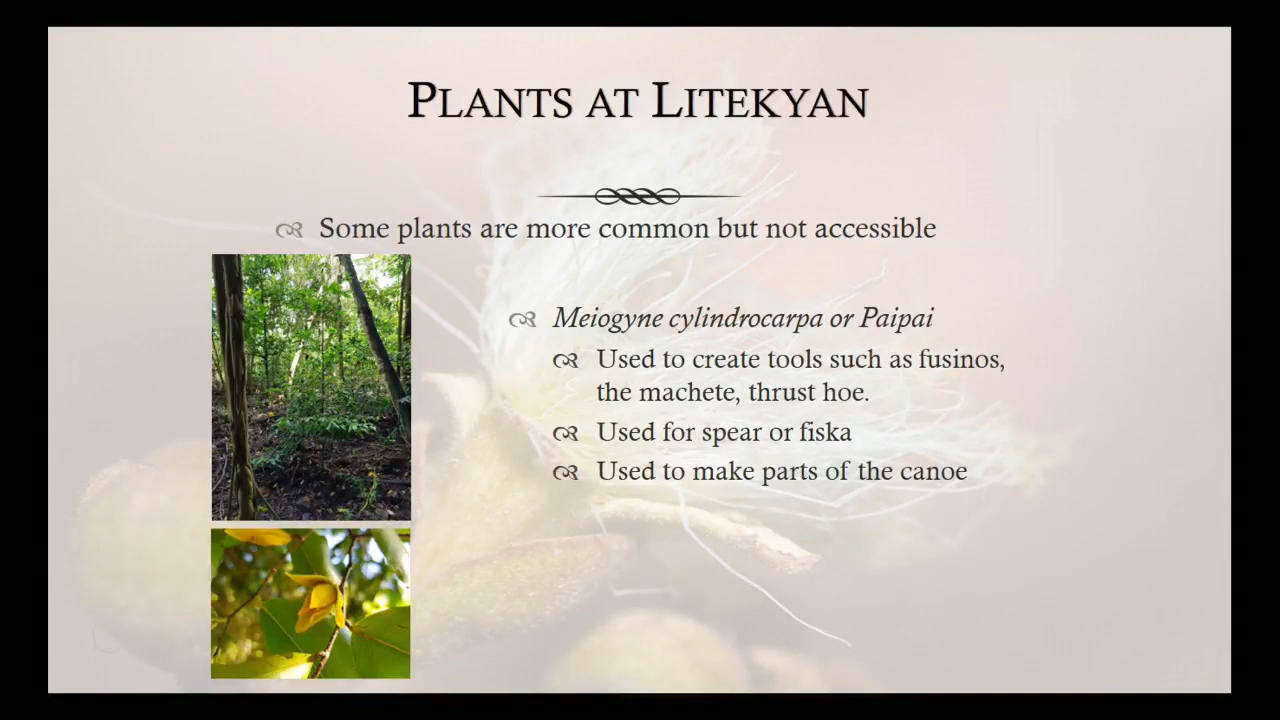 PLANTS AT LITEKYAN
Some plants are more common but not accessible
Meiogyne cylindrocarpa or Paipai
Used to create tools such as fusinos,
the machete, thrust hoe.
Used for spear or fiska
Used to make parts of the canoe